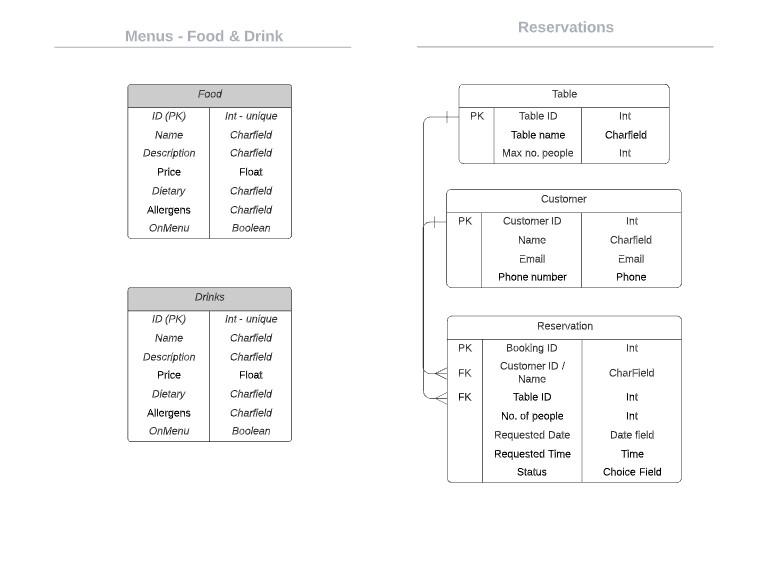 Menus - Food & Drink
Food
ID (PK) Int - unique
Name Charfield
Description Charfield
Price Float
Dietary Charfield
Allergens Charfield
OnMenu Boolean
Drinks
ID (PK) Int - unique
Name Charfield
Description Charfield
Price Float
Dietary Charfield
Allergens Charfield
OnMenu Boolean
Reservations
Table
PK Table ID Int
Table name Charfield
Max no. people Int
Customer
PK Customer ID Int
Name Charfield
Email Email
Phone number Phone
Reservation
PK Booking ID Int
FK Customer ID / Name CharField
FK Table ID Int
No. of people Int
Requested Date Date field
Requested Time Time
Status Choice Field